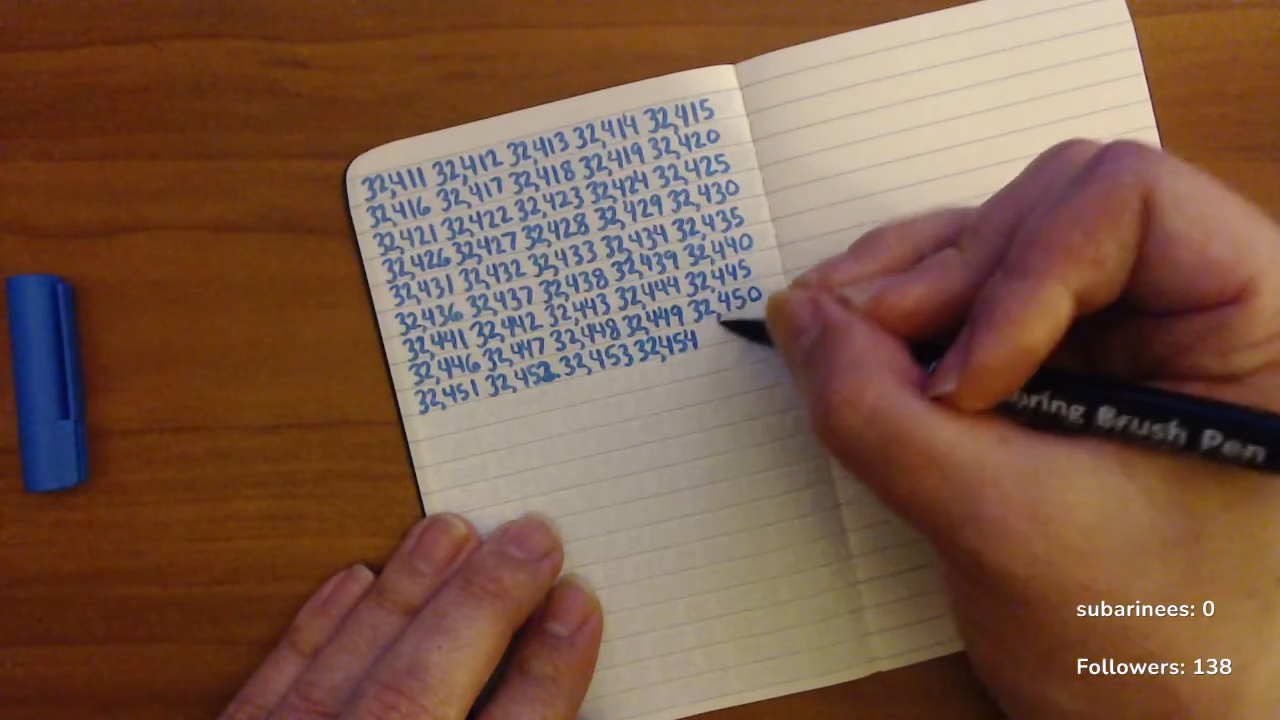 32,411 32,412 32,413 32,414 32,415
32,416 32,417 32,418 32,419 32,420
32,421 32,422 32,423 32,424 32,425
32,426 32,427 32,428 32,429 32,430
32,431 32,432 32,433 32,434 32,435
32,436 32,437 32,438 32,439 32,440
32,441 32,442 32,443 32,444 32,445
32,446 32,447 32,448 32,449 32,450
32,451 32,452 32,453 32,454
Brush Pen
subarinees: 0
Followers: 138